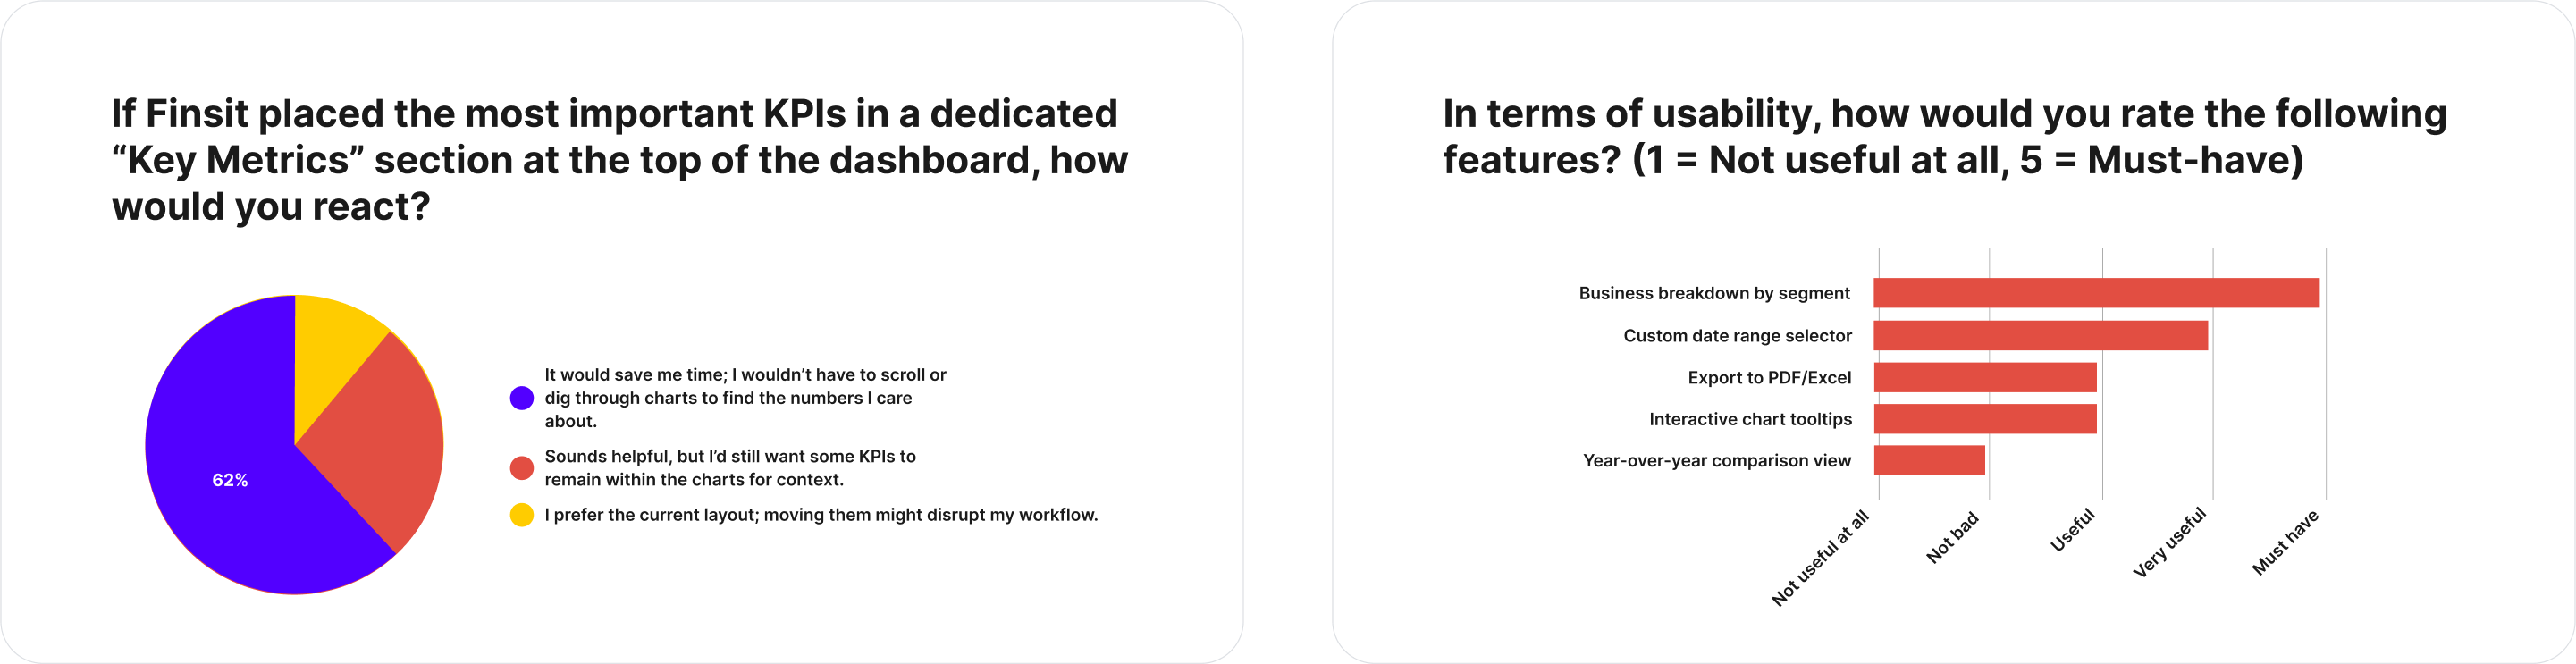 If Finsit placed the most important KPIs in a dedicated
“Key Metrics” section at the top of the dashboard, how
would you react?
62%
It would save me time; I wouldn’t have to scroll or
dig through charts to find the numbers I care
about.
Sounds helpful, but I’d still want some KPIs to
remain within the charts for context.
I prefer the current layout; moving them might disrupt my workflow.
In terms of usability, how would you rate the following
features? (1 = Not useful at all, 5 = Must-have)
Business breakdown by segment
Custom date range selector
Export to PDF/Excel
Interactive chart tooltips
Year-over-year comparison view
Not useful at all
Not bad
Useful
Very useful
Must have